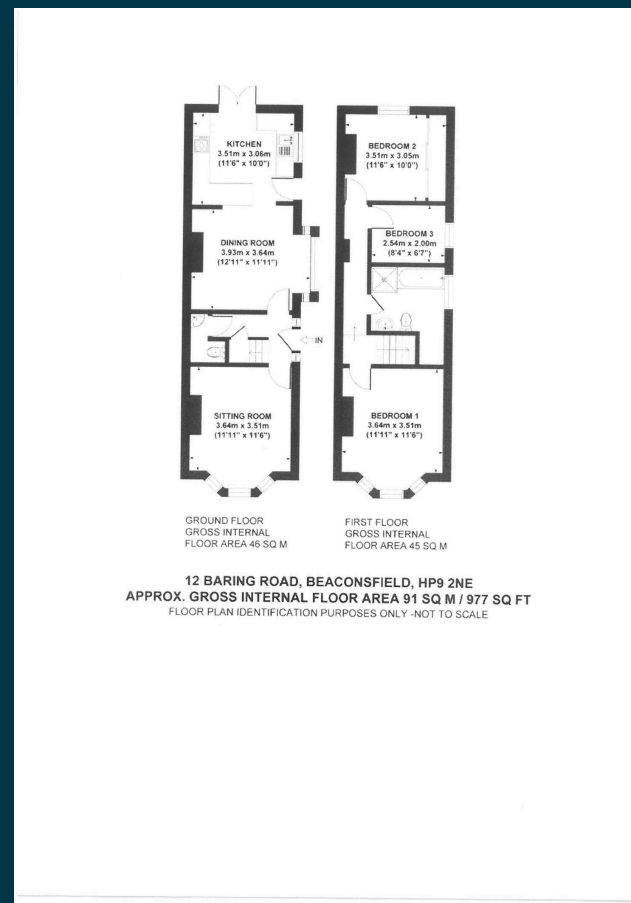 KITCHEN
3.51m x 3.06m
(11'6" x 10'0")
DINING ROOM
3.93m x 3.64m
(12'11" x 11'11")
IN
SITTING ROOM
3.64m x 3.51m
(11'11" x 11'6")
BEDROOM 2
3.51m x 3.05m
(11'6" x 10'0")
BEDROOM 3
2.54m x 2.00m
(8'4" x 6'7")
BEDROOM 1
3.64m x 3.51m
(11'11" x 11'6")
GROUND FLOOR
GROSS INTERNAL
FLOOR AREA 46 SQ M
FIRST FLOOR
GROSS INTERNAL
FLOOR AREA 45 SQ M
12 BARING ROAD, BEACONSFIELD, HP9 2NE
APPROX. GROSS INTERNAL FLOOR AREA 91 SQ M / 977 SQ FT
FLOOR PLAN IDENTIFICATION PURPOSES ONLY -NOT TO SCALE